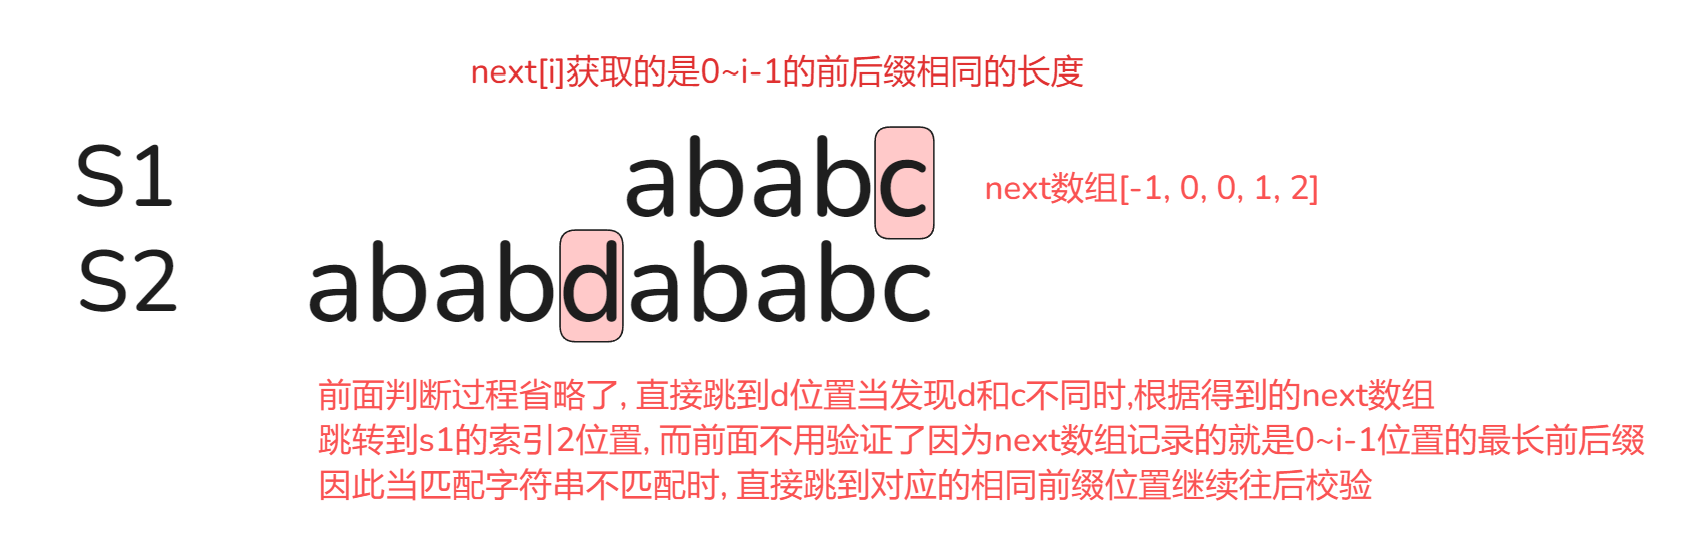 next[i]获取的是0~i-1的前后缀相同的长度
S1 ababc next数组[-1, 0, 0, 1, 2]
S2 ababdababc
前面判断过程省略了, 直接跳到d位置当发现d和c不同时,根据得到的next数组
跳转到s1的索引2位置, 而前面不用验证了因为next数组记录的就是0~i-1位置的最长前后缀
因此当匹配字符串不匹配时, 直接跳到对应的相同前缀位置继续往后校验